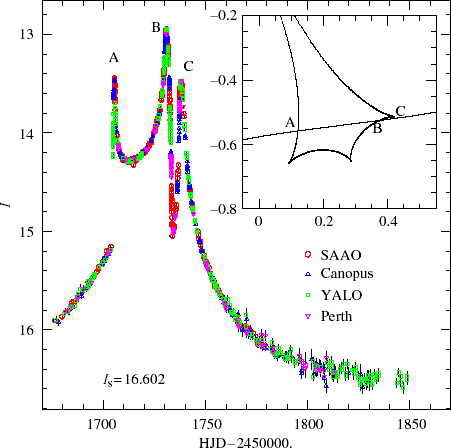 13
14
15
16
I
A
B
C
−0.2
−0.4
−0.6
−0.8
0
0.2
0.4
A
B
C
SAAO
Canopus
YALO
Perth
Is=16.602
1700
1750
1800
1850
HJD−2450000.